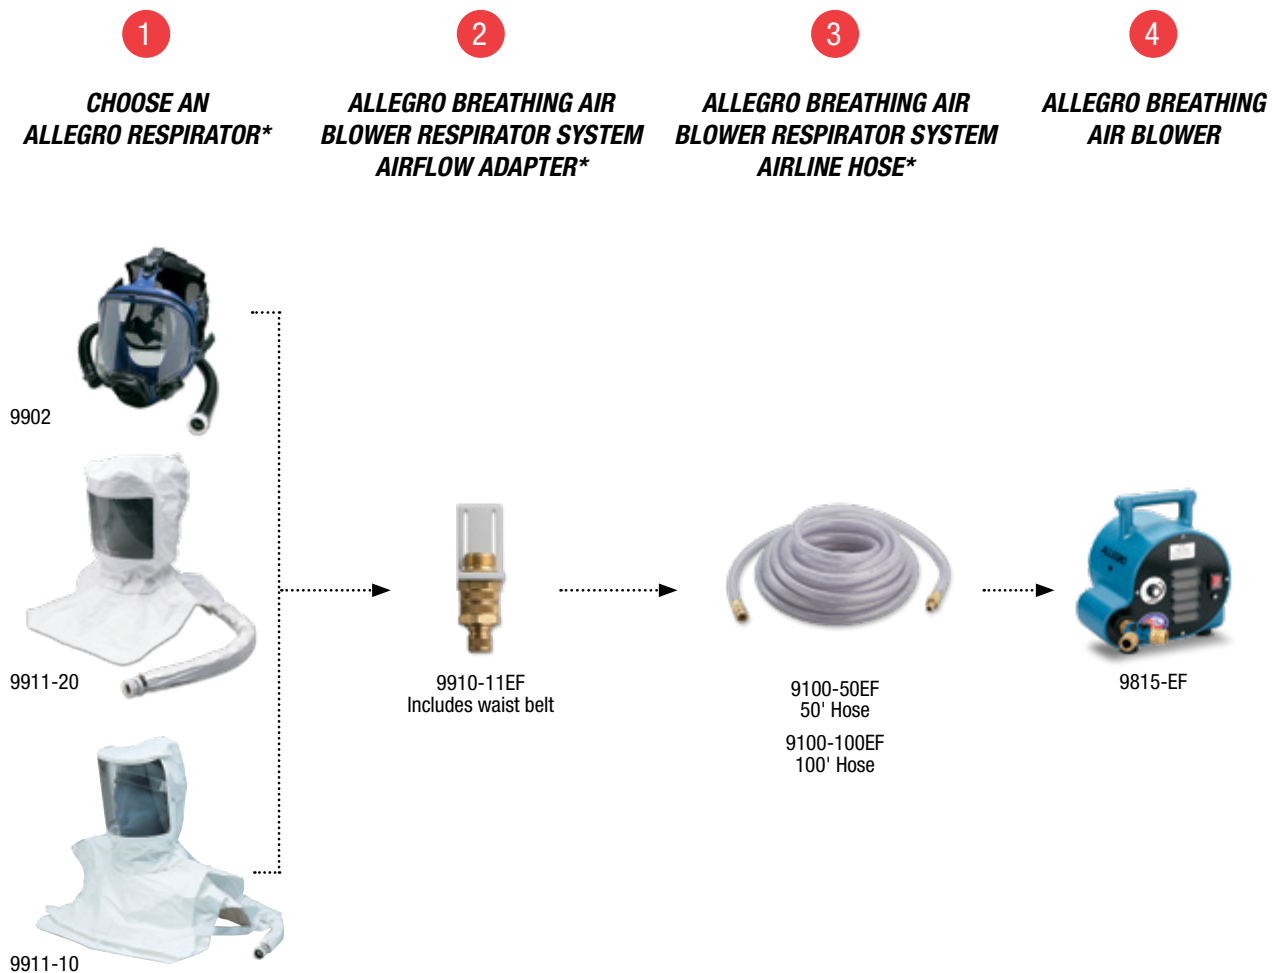 1
CHOOSE AN
ALLEGRO RESPIRATOR*
2
ALLEGRO BREATHING AIR
BLOWER RESPIRATOR SYSTEM
AIRFLOW ADAPTER*
3
ALLEGRO BREATHING AIR
BLOWER RESPIRATOR SYSTEM
AIRLINE HOSE*
4
ALLEGRO BREATHING
AIR BLOWER
9902
9911-20
9911-10
9910-11EF
Includes waist belt
9100-50EF
50' Hose
9100-100EF
100' Hose
ALLEGRO
9815-EF